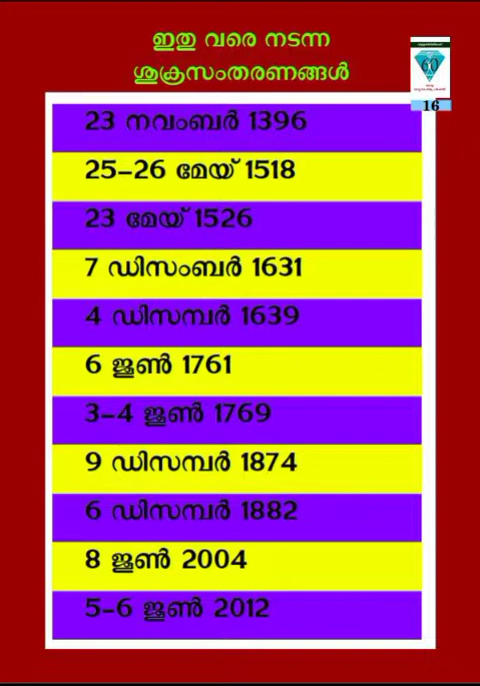 ഇതു വരെ നടന്ന
ശുക്രസംതരണങ്ങൾ
60
16
23 നവംബർ 1396
25-26 മേയ് 1518
23 മേയ് 1526
7 ഡിസംബർ 1631
4 ഡിസമ്പർ 1639
6 ജൂൺ 1761
3-4 ജൂൺ 1769
9 ഡിസമ്പർ 1874
6 ഡിസമ്പർ 1882
8 ജൂൺ 2004
5-6 ജൂൺ 2012